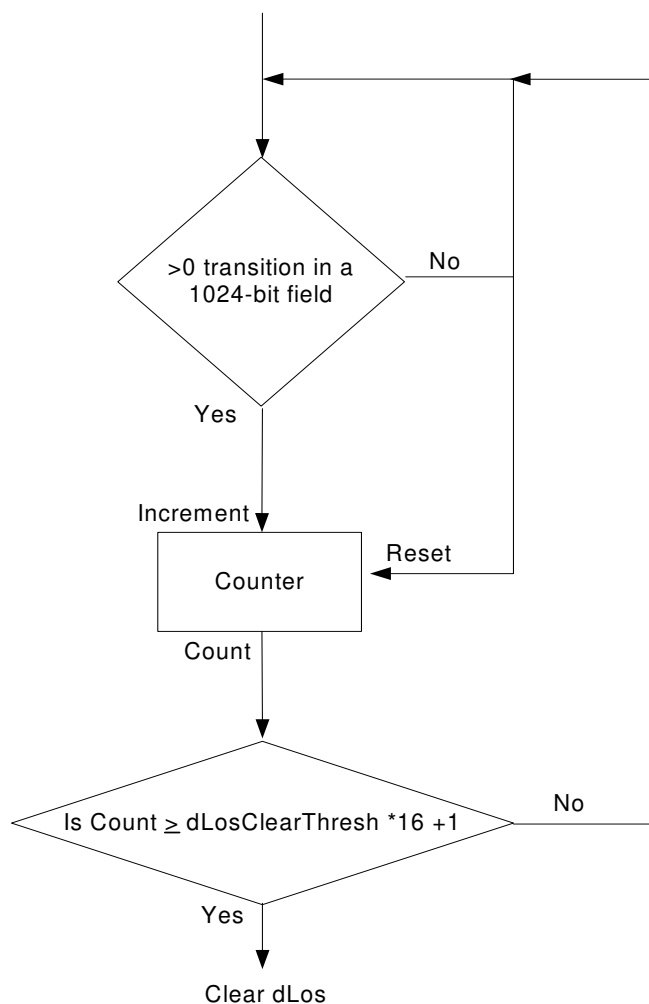 >0 transition in a
1024-bit field
No
Yes
Increment
Reset
Counter
Count
Is Count ≥ dLosClearThresh *16 +1
No
Yes
Clear dLos